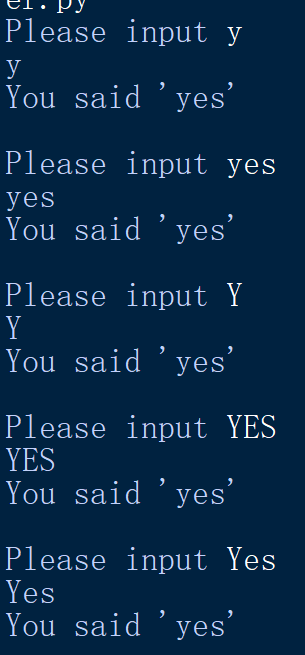 er.py
Please input y
y
You said 'yes'
Please input yes
yes
You said 'yes'
Please input Y
Y
You said 'yes'
Please input YES
YES
You said 'yes'
Please input Yes
Yes
You said 'yes'